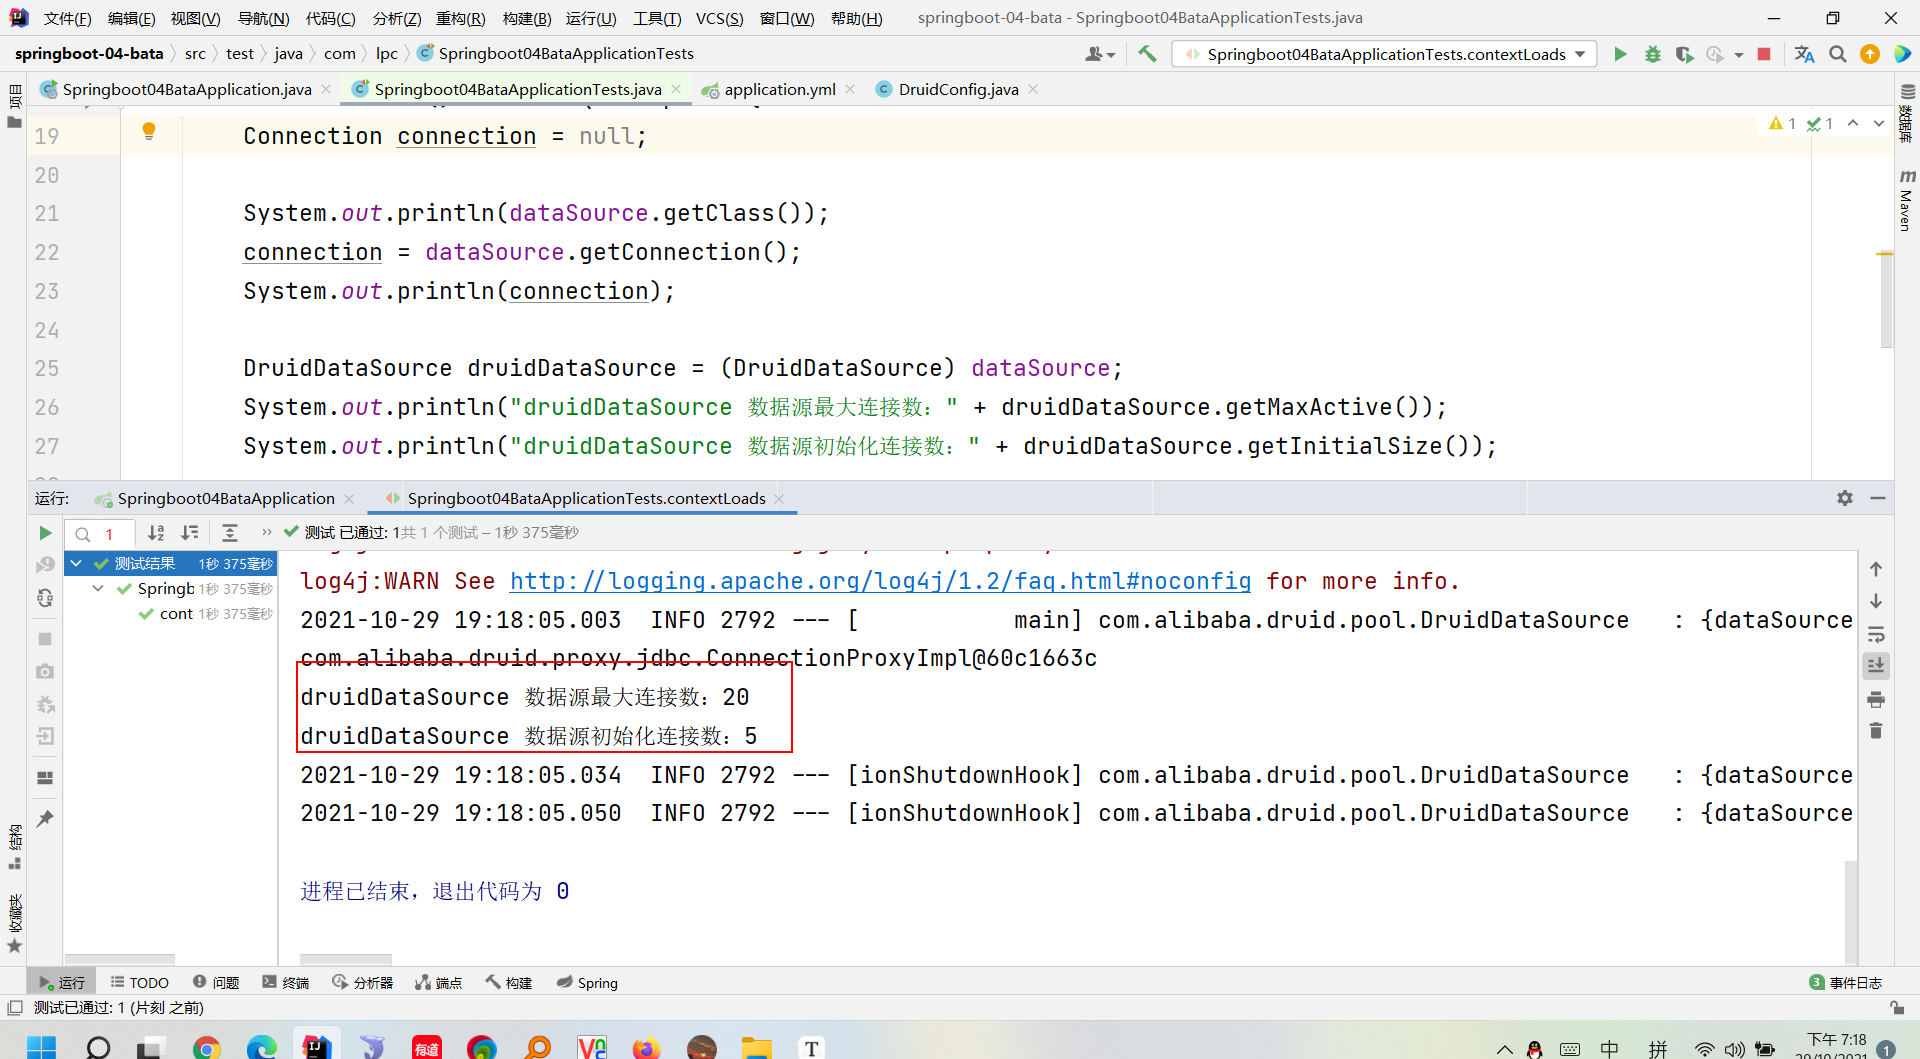 文件(F) 编辑(E) 视图(V) 导航(N) 代码(C) 分析(Z) 重构(R) 构建(B) 运行(U) 工具(T) VCS(S) 窗口(W) 帮助(H) springboot-04-bata - Springboot04BataApplicationTests.java
springboot-04-bata src test java com lpc Springboot04BataApplicationTests Springboot04BataApplicationTests.contextLoads
Springboot04BataApplication.java Springboot04BataApplicationTests.java application.yml DruidConfig.java
项目
数据库
Maven
1 1
19 Connection connection = null;
20
21 System.out.println(dataSource.getClass());
22 connection = dataSource.getConnection();
23 System.out.println(connection);
24
25 DruidDataSource druidDataSource = (DruidDataSource) dataSource;
26 System.out.println("druidDataSource 数据源最大连接数：" + druidDataSource.getMaxActive());
27 System.out.println("druidDataSource 数据源初始化连接数：" + druidDataSource.getInitialSize());
运行: Springboot04BataApplication Springboot04BataApplicationTests.contextLoads
1 测试 已通过: 1共 1 个测试 – 1秒 375毫秒
测试结果 1秒 375毫秒
Springb 1秒 375毫秒
cont 1秒 375毫秒
log4j:WARN See http://logging.apache.org/log4j/1.2/faq.html#noconfig for more info.
2021-10-29 19:18:05.003  INFO 2792 --- [           main] com.alibaba.druid.pool.DruidDataSource   : {dataSource
com.alibaba.druid.proxy.jdbc.ConnectionProxyImpl@60c1663c
druidDataSource 数据源最大连接数：20
druidDataSource 数据源初始化连接数：5
2021-10-29 19:18:05.034  INFO 2792 --- [ionShutdownHook] com.alibaba.druid.pool.DruidDataSource   : {dataSource
2021-10-29 19:18:05.050  INFO 2792 --- [ionShutdownHook] com.alibaba.druid.pool.DruidDataSource   : {dataSource
进程已结束，退出代码为 0
结构
收藏夹
运行 TODO 问题 终端 分析器 端点 构建 Spring 3 事件日志
测试已通过: 1 (片刻 之前)
有道 T 中 拼 下午 7:18 1